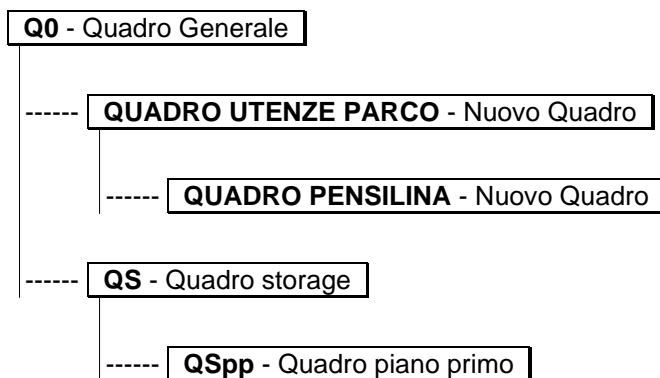 Q0 - Quadro Generale
------ QUADRO UTENZE PARCO - Nuovo Quadro
------ QUADRO PENSILINA - Nuovo Quadro
------ QS - Quadro storage
------ QSpp - Quadro piano primo